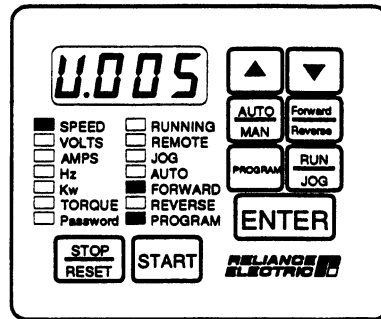 U.005
SPEED
VOLTS
AMPS
Hz
Kw
TORQUE
Password
RUNNING
REMOTE
JOG
AUTO
FORWARD
REVERSE
PROGRAM
AUTO
MAN
Forward
Reverse
PROGRAM
RUN
JOG
ENTER
STOP
RESET
START
RELIANCE
ELECTRIC